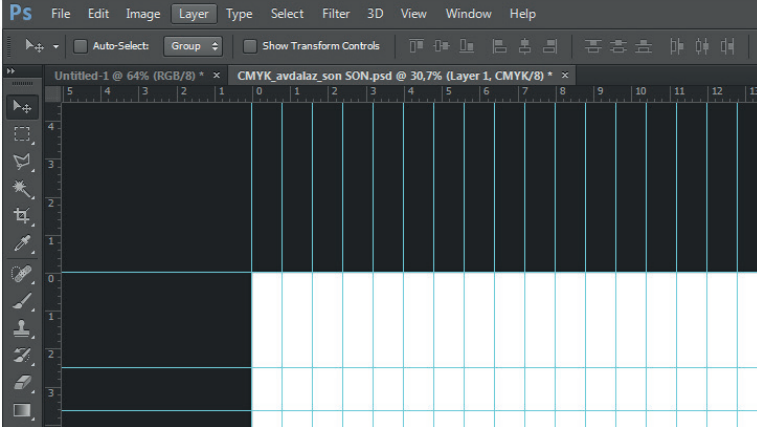 Ps File Edit Image Layer Type Select Filter 3D View Window Help
Auto-Select: Group Show Transform Controls
Untitled-1 @ 64% (RGB/8) * × CMYK_avdalaz_son SON.psd @ 30,7% (Layer 1, CMYK/8) * ×
5 4 3 2 1 0 1 2 3 4 5 6 7 8 9 10 11 12 13
4
3
2
1
0
1
2
3